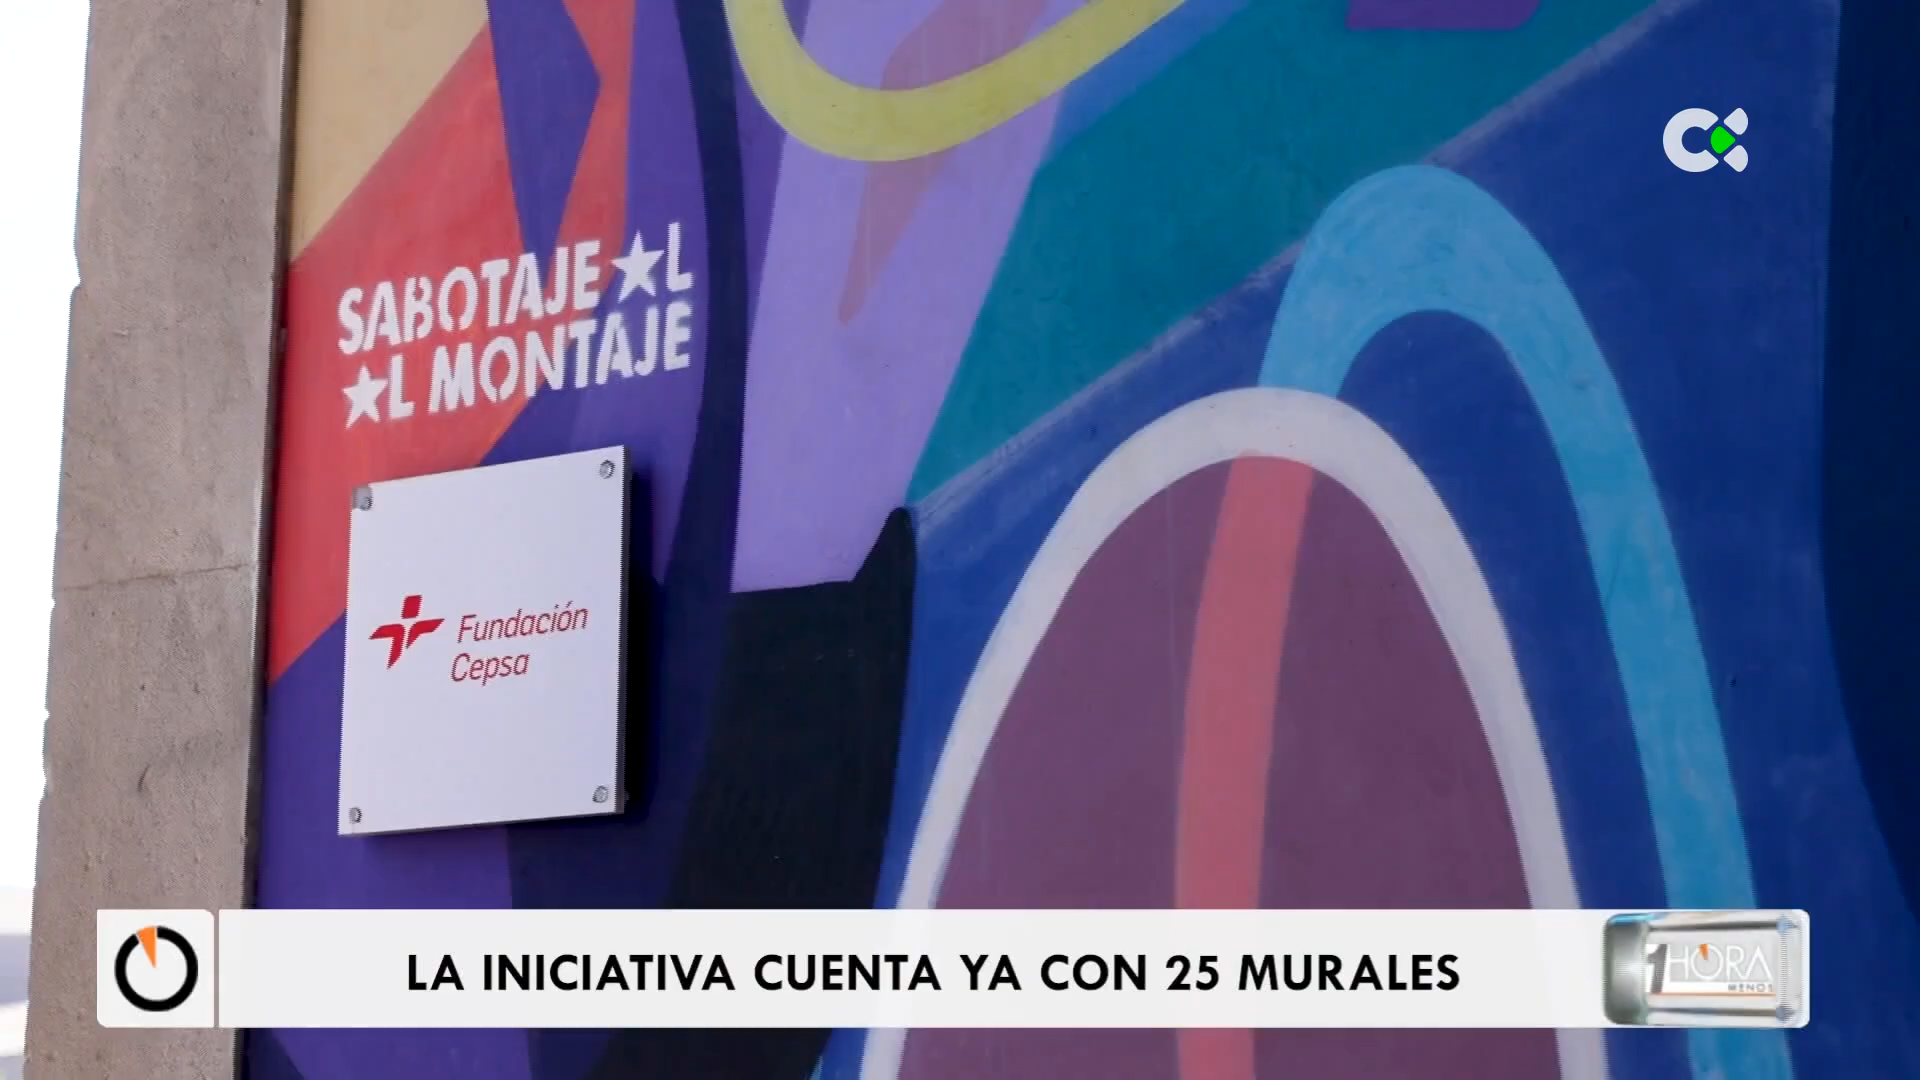 SABOTAJE ★L
★L MONTAJE
Fundación
Cepsa
LA INICIATIVA CUENTA YA CON 25 MURALES
1HORA
MENOS